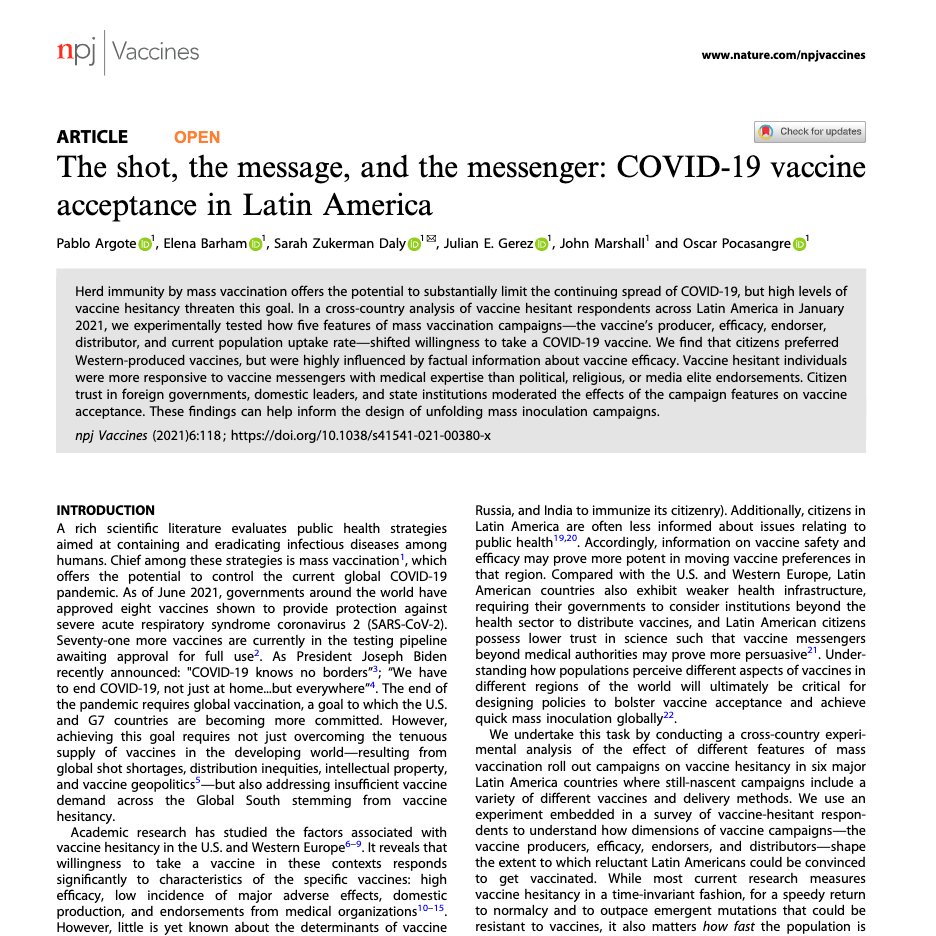 npj | Vaccines
www.nature.com/npjvaccines
ARTICLE OPEN
Check for updates
The shot, the message, and the messenger: COVID-19 vaccine
acceptance in Latin America
Pablo Argote 1, Elena Barham 1, Sarah Zukerman Daly 1✉, Julian E. Gerez 1, John Marshall1 and Oscar Pocasangre 1
Herd immunity by mass vaccination offers the potential to substantially limit the continuing spread of COVID-19, but high levels of
vaccine hesitancy threaten this goal. In a cross-country analysis of vaccine hesitant respondents across Latin America in January
2021, we experimentally tested how five features of mass vaccination campaigns—the vaccine's producer, efficacy, endorser,
distributor, and current population uptake rate—shifted willingness to take a COVID-19 vaccine. We find that citizens preferred
Western-produced vaccines, but were highly influenced by factual information about vaccine efficacy. Vaccine hesitant individuals
were more responsive to vaccine messengers with medical expertise than political, religious, or media elite endorsements. Citizen
trust in foreign governments, domestic leaders, and state institutions moderated the effects of the campaign features on vaccine
acceptance. These findings can help inform the design of unfolding mass inoculation campaigns.
npj Vaccines (2021)6:118 ; https://doi.org/10.1038/s41541-021-00380-x
INTRODUCTION
A rich scientific literature evaluates public health strategies
aimed at containing and eradicating infectious diseases among
humans. Chief among these strategies is mass vaccination1, which
offers the potential to control the current global COVID-19
pandemic. As of June 2021, governments around the world have
approved eight vaccines shown to provide protection against
severe acute respiratory syndrome coronavirus 2 (SARS-CoV-2).
Seventy-one more vaccines are currently in the testing pipeline
awaiting approval for full use2. As President Joseph Biden
recently announced: "COVID-19 knows no borders"3; "We have
to end COVID-19, not just at home...but everywhere"4. The end of
the pandemic requires global vaccination, a goal to which the U.S.
and G7 countries are becoming more committed. However,
achieving this goal requires not just overcoming the tenuous
supply of vaccines in the developing world—resulting from
global shot shortages, distribution inequities, intellectual property,
and vaccine geopolitics5—but also addressing insufficient vaccine
demand across the Global South stemming from vaccine
hesitancy.
Academic research has studied the factors associated with
vaccine hesitancy in the U.S. and Western Europe6–9. It reveals that
willingness to take a vaccine in these contexts responds
significantly to characteristics of the specific vaccines: high
efficacy, low incidence of major adverse effects, domestic
production, and endorsements from medical organizations10–15.
However, little is yet known about the determinants of vaccine
Russia, and India to immunize its citizenry). Additionally, citizens in
Latin America are often less informed about issues relating to
public health19,20. Accordingly, information on vaccine safety and
efficacy may prove more potent in moving vaccine preferences in
that region. Compared with the U.S. and Western Europe, Latin
American countries also exhibit weaker health infrastructure,
requiring their governments to consider institutions beyond the
health sector to distribute vaccines, and Latin American citizens
possess lower trust in science such that vaccine messengers
beyond medical authorities may prove more persuasive21. Under-
standing how populations perceive different aspects of vaccines in
different regions of the world will ultimately be critical for
designing policies to bolster vaccine acceptance and achieve
quick mass inoculation globally22.
We undertake this task by conducting a cross-country experi-
mental analysis of the effect of different features of mass
vaccination roll out campaigns on vaccine hesitancy in six major
Latin America countries where still-nascent campaigns include a
variety of different vaccines and delivery methods. We use an
experiment embedded in a survey of vaccine-hesitant respon-
dents to understand how dimensions of vaccine campaigns—the
vaccine producers, efficacy, endorsers, and distributors—shape
the extent to which reluctant Latin Americans could be convinced
to get vaccinated. While most current research measures
vaccine hesitancy in a time-invariant fashion, for a speedy return
to normalcy and to outpace emergent mutations that could be
resistant to vaccines, it also matters how fast the population is